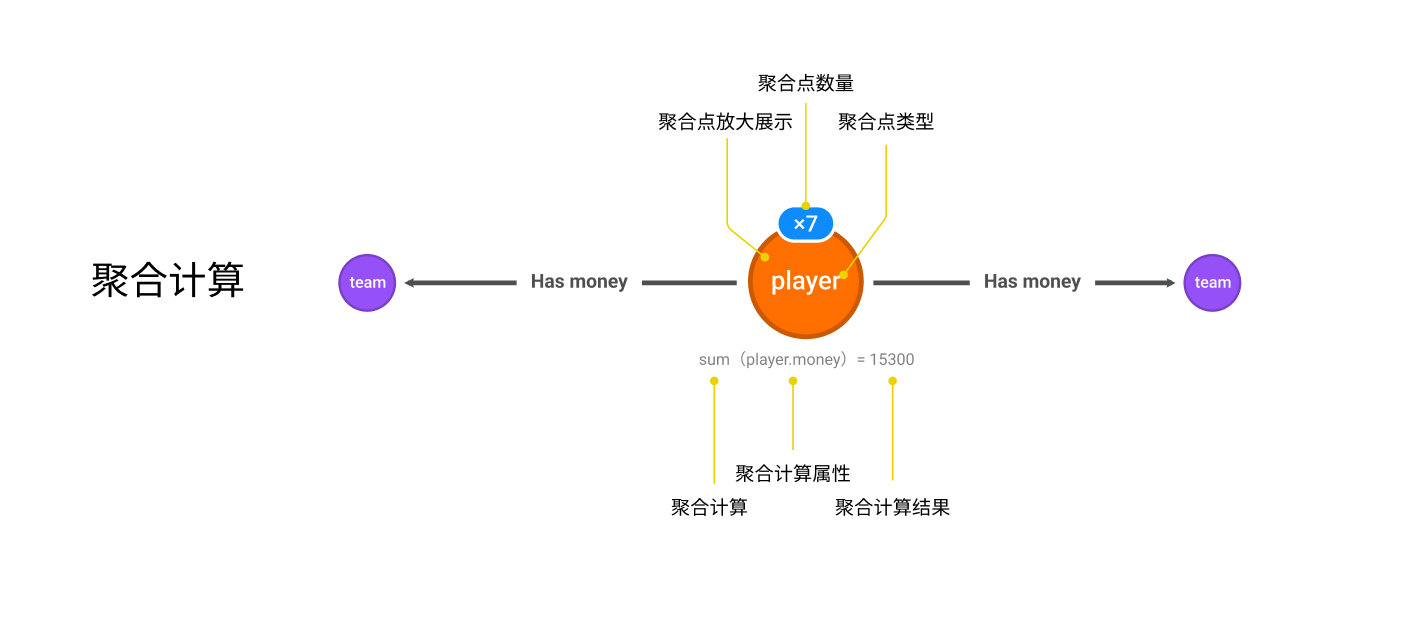 聚合点数量
聚合点放大展示
聚合点类型
×7
聚合计算
team
Has money
player
Has money
team
sum（player.money）= 15300
聚合计算属性
聚合计算
聚合计算结果